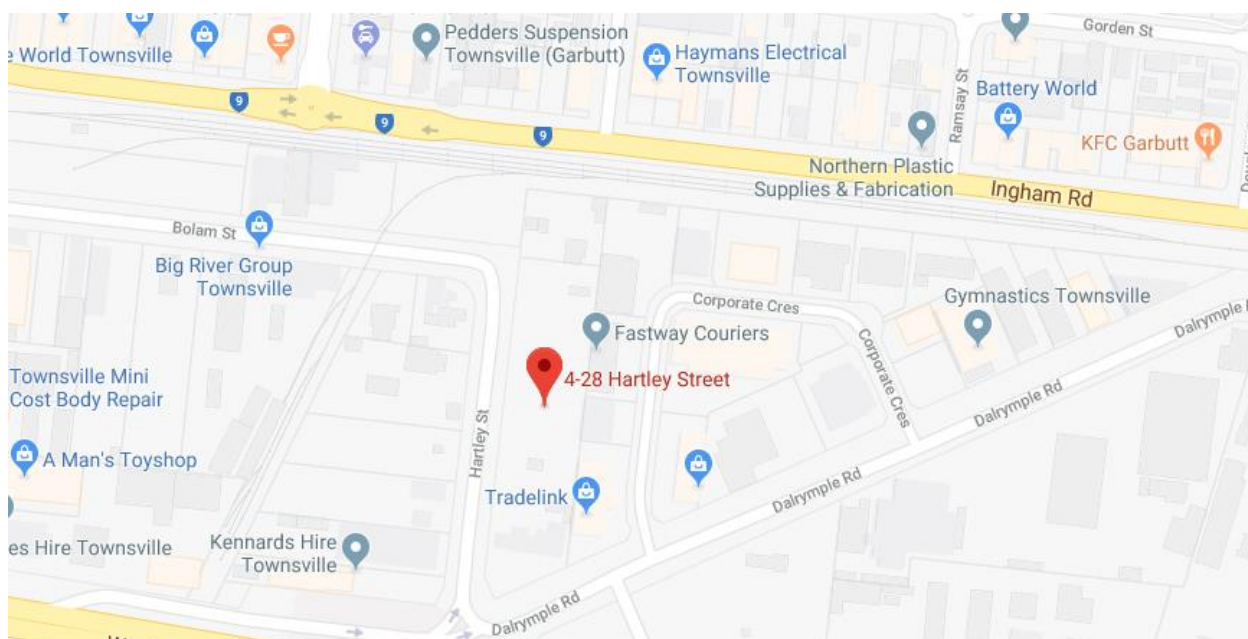 Gorden St
Pedders Suspension
Townsville (Garbutt)
Haymans Electrical
Townsville
e World Townsville
Ramsay St
Battery World
KFC Garbutt
9
9
9
Northern Plastic
Supplies & Fabrication
Ingham Rd
Bolam St
Big River Group
Townsville
Corporate Cres
Gymnastics Townsville
Dalrymple
Fastway Couriers
Corporate Cres
4-28 Hartley Street
Townsville Mini
Cost Body Repair
Hartley St
Dalrymple Rd
A Man's Toyshop
Tradelink
Dalrymple Rd
es Hire Townsville
Kennards Hire
Townsville
Dalrymple Rd